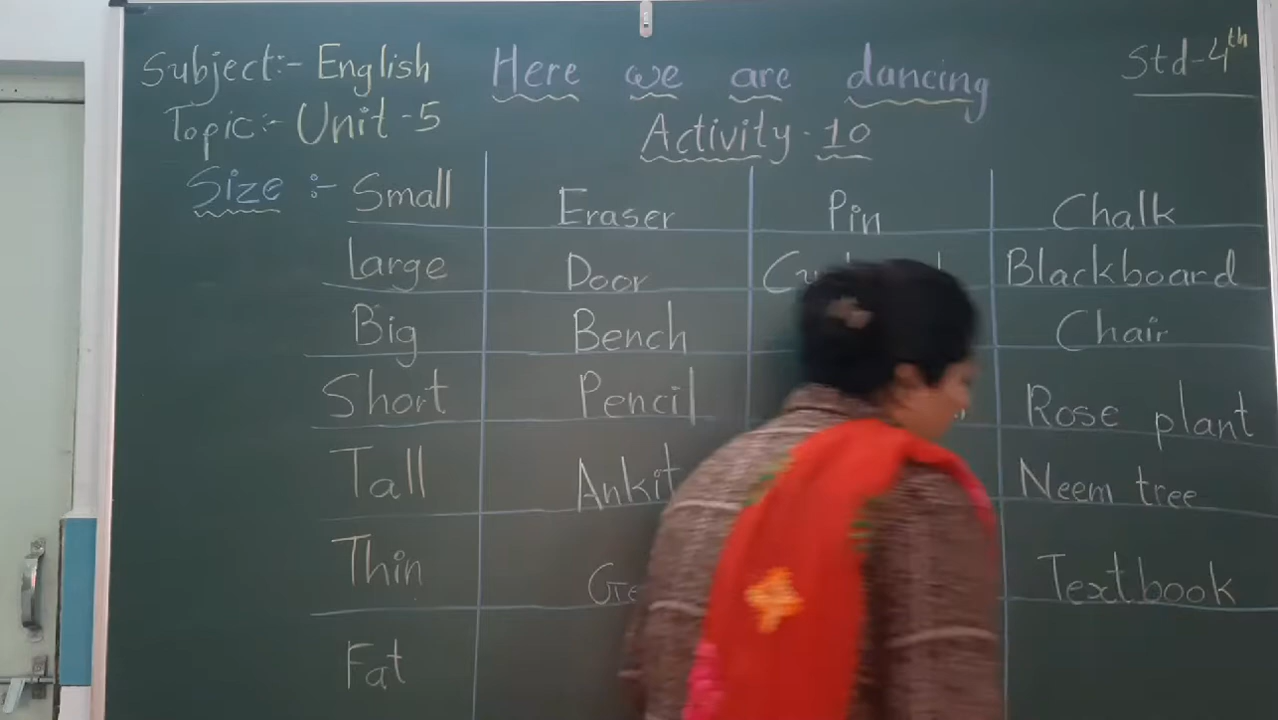 Subject:- English Here we are dancing Std-4th
Topic:- Unit-5 Activity-10
Size :- Small Eraser Pin Chalk
Large Door Blackboard
Big Bench Chair
Short Pencil Rose plant
Tall Ankit Neem tree
Thin Textbook
Fat